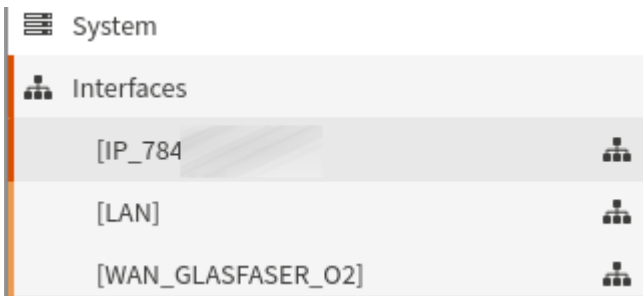 System
Interfaces
[IP_784
[LAN]
[WAN_GLASFASER_O2]